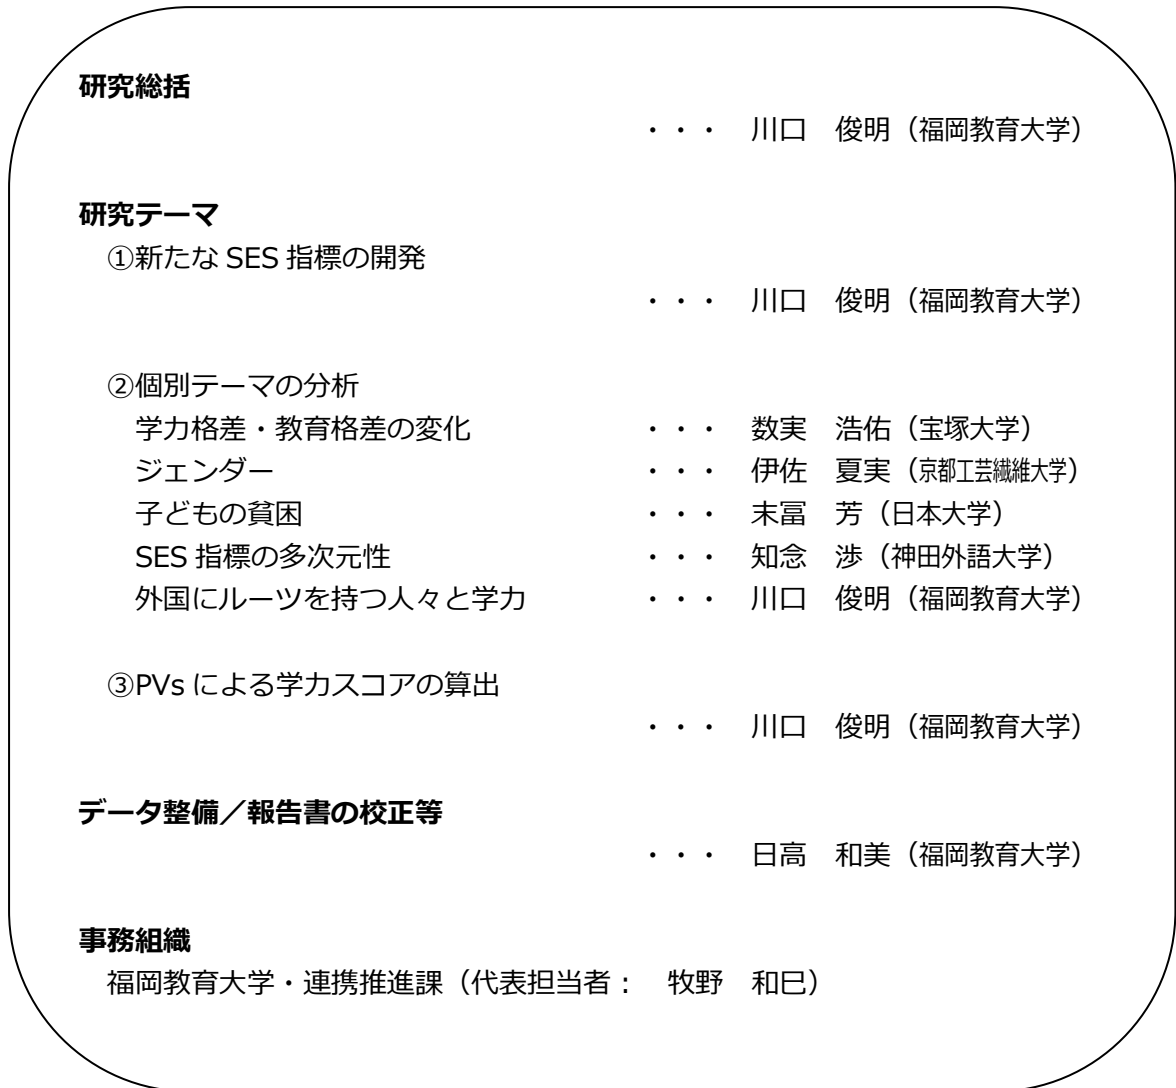 研究総括
・・・　川口　俊明（福岡教育大学）
研究テーマ
①新たな SES 指標の開発
・・・　川口　俊明（福岡教育大学）
②個別テーマの分析
学力格差・教育格差の変化　・・・　数実　浩佑（宝塚大学）
ジェンダー　・・・　伊佐　夏実（京都工芸繊維大学）
子どもの貧困　・・・　末冨　芳（日本大学）
SES 指標の多次元性　・・・　知念　渉（神田外語大学）
外国にルーツを持つ人々と学力　・・・　川口　俊明（福岡教育大学）
③PVs による学力スコアの算出
・・・　川口　俊明（福岡教育大学）
データ整備／報告書の校正等
・・・　日高　和美（福岡教育大学）
事務組織
福岡教育大学・連携推進課（代表担当者：　牧野　和巳）